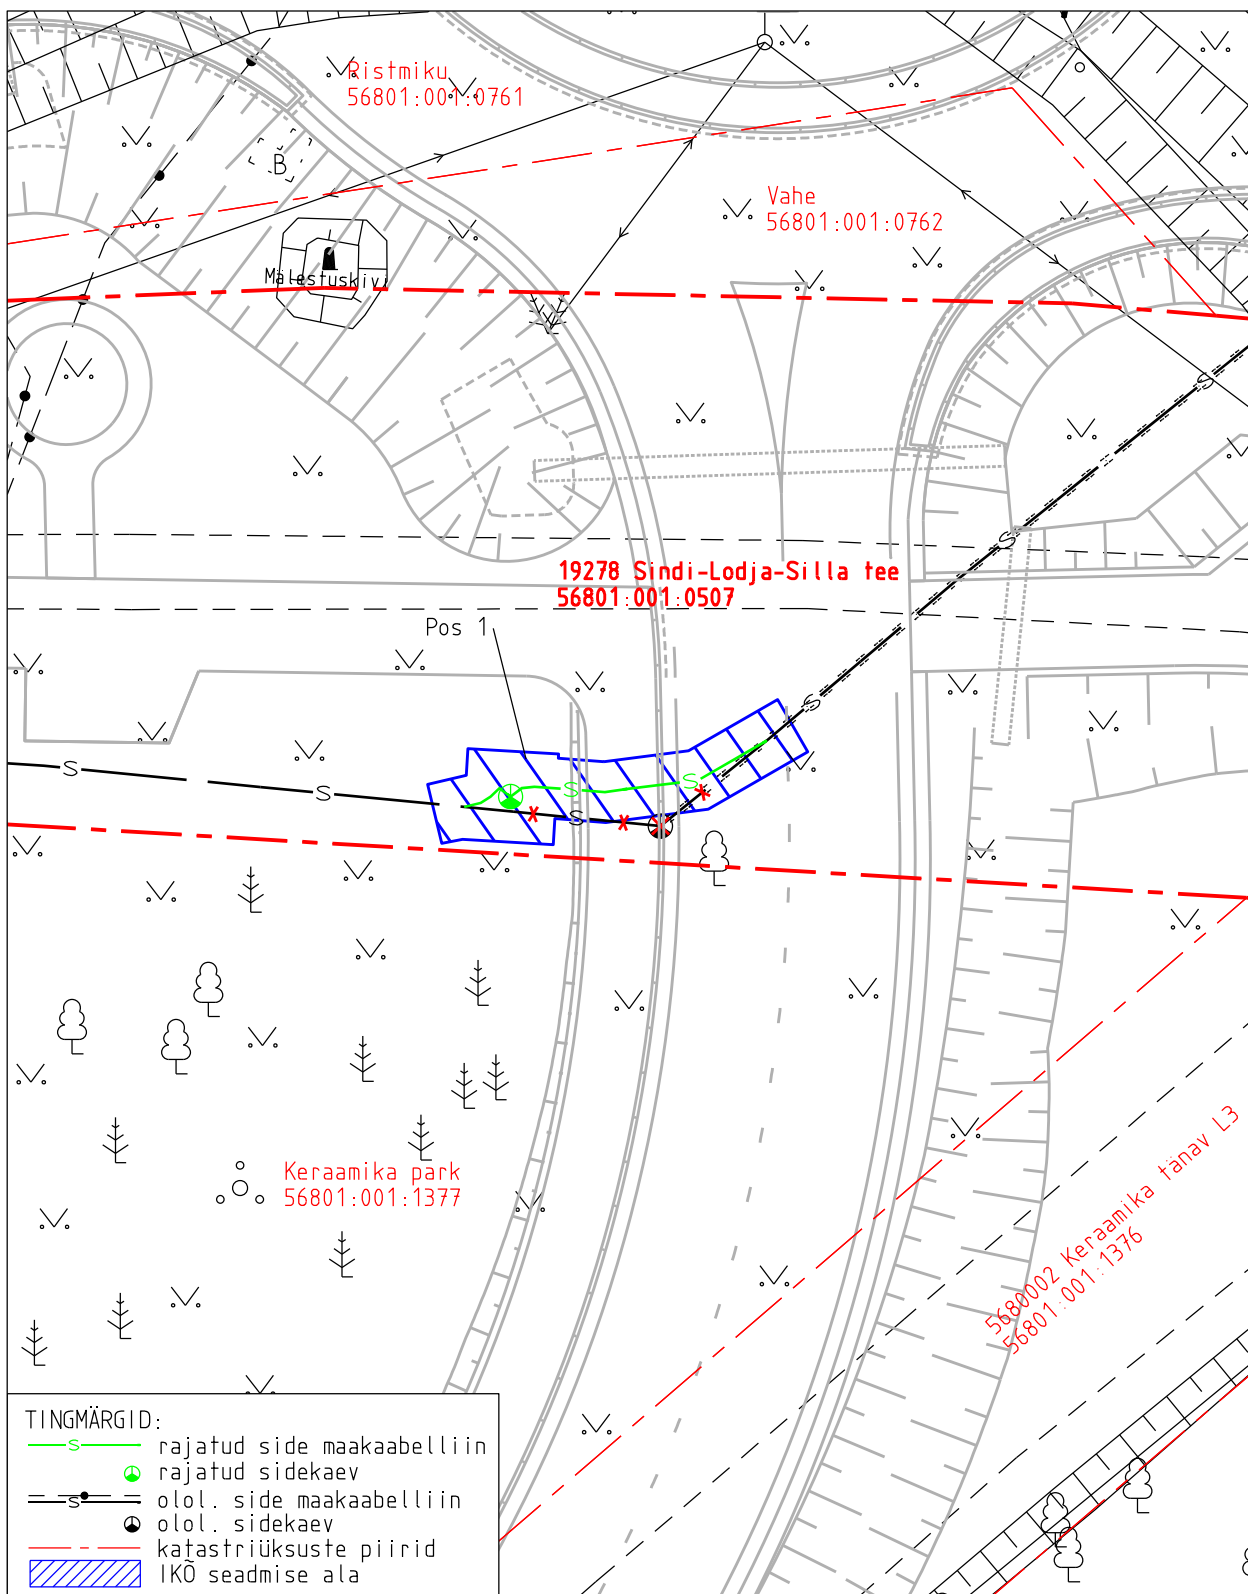 Ristmiku
56801:001:0761
B
Vahe
56801:001:0762
Mälestuskivi
S
S
19278 Sindi-Lodja-Silla tee
56801:001:0507
Pos 1
S
S
S
S
S
S
Keraamika park
56801:001:1377
5680002 Keraamika tänav L3
56801:001:1376
TINGMÄRGID:
S rajatud side maakaabelliin
rajatud sidekaev
S olol. side maakaabelliin
olol. sidekaev
katastriüksuste piirid
IKÕ seadmise ala